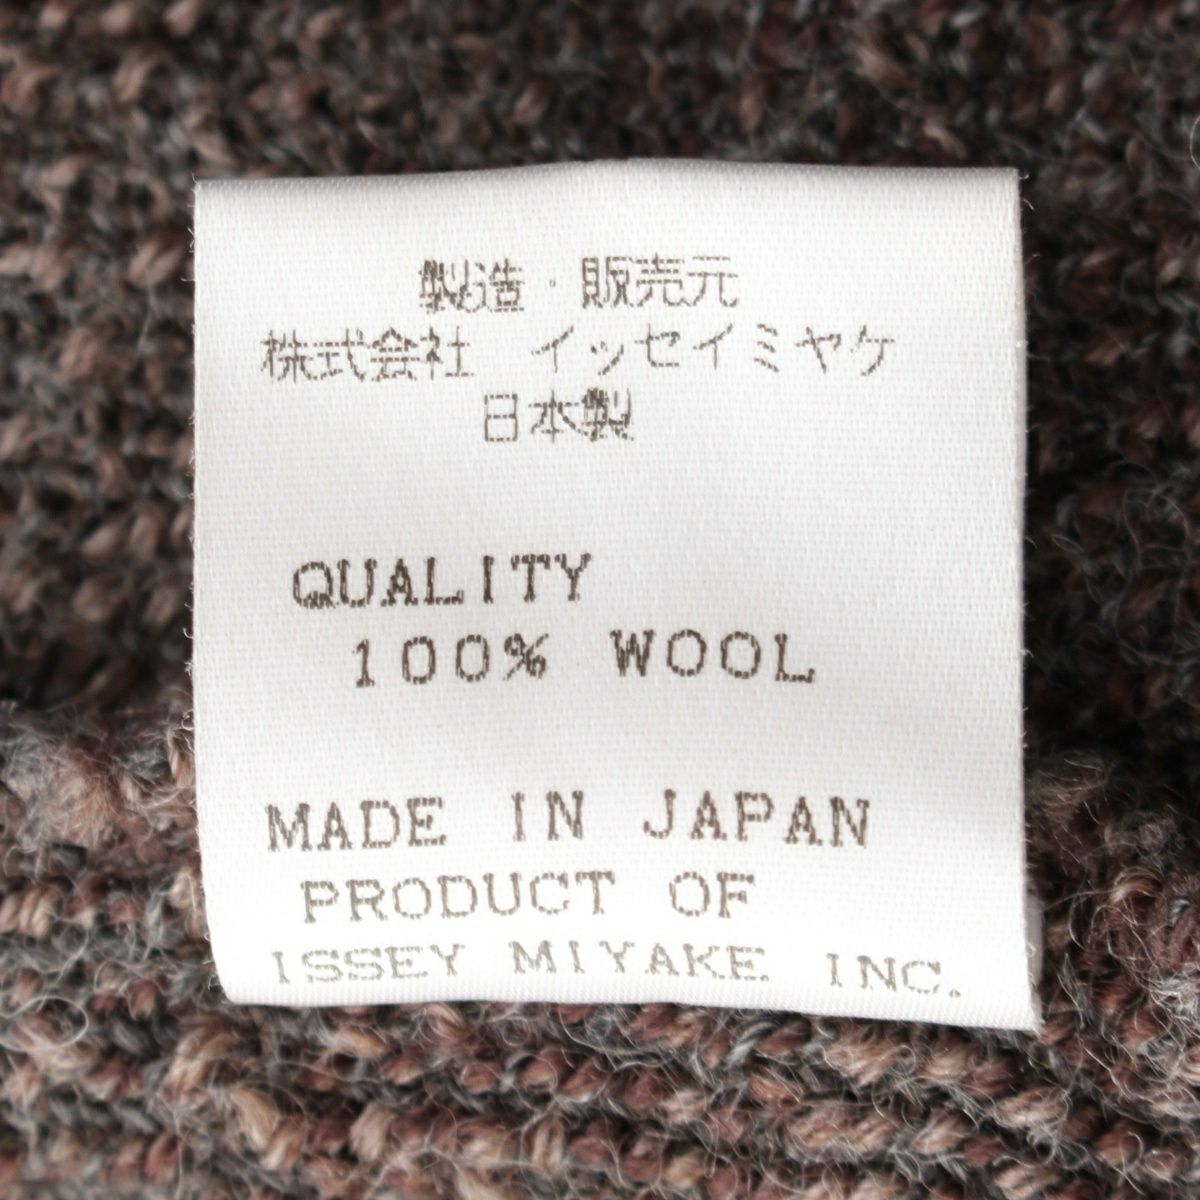 製造・販売元
株式会社 イッセイミヤケ
日本製
QUALITY
100% WOOL
MADE IN JAPAN
PRODUCT OF
ISSEY MIYAKE INC.